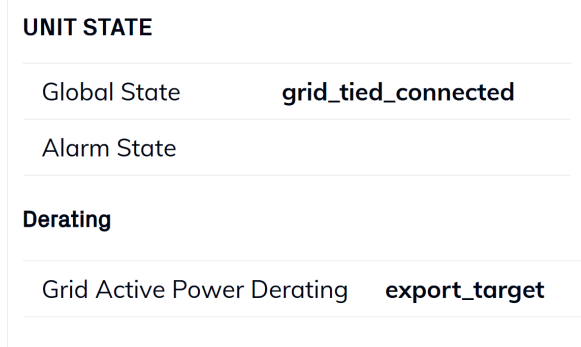 UNIT STATE
Global State grid_tied_connected
Alarm State
Derating
Grid Active Power Derating export_target